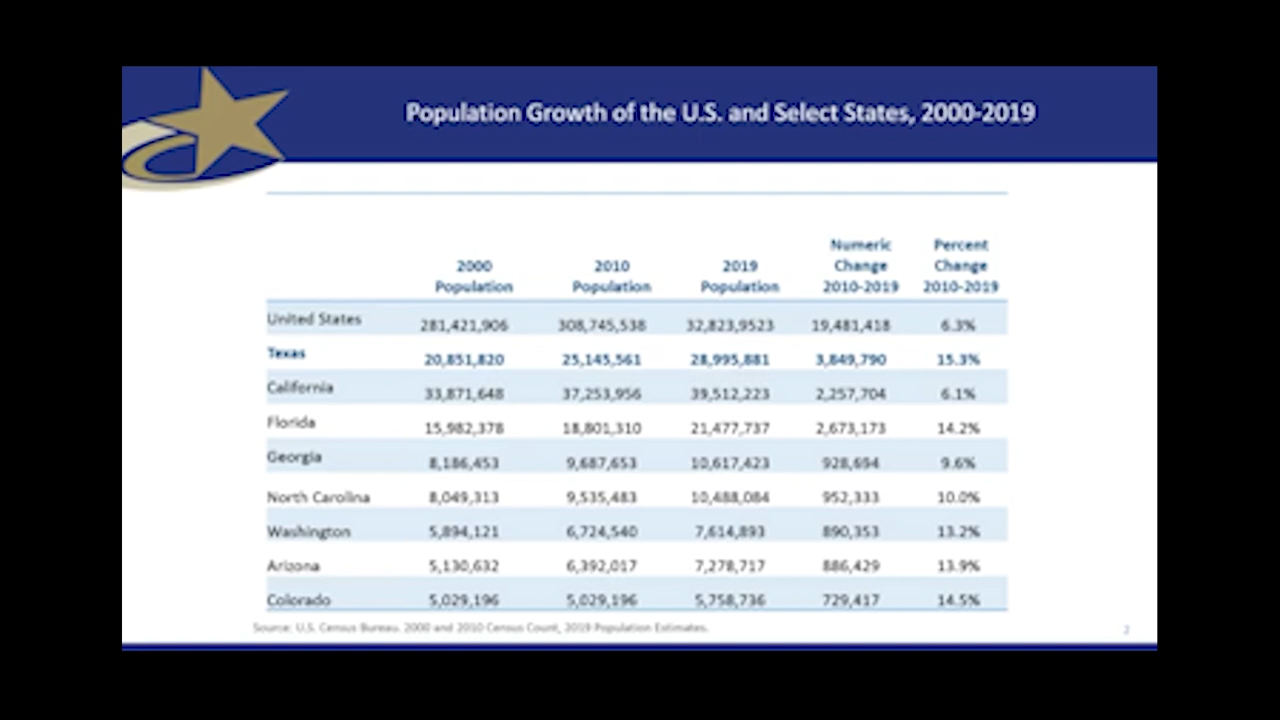 Population Growth of the U.S. and Select States, 2000-2019
2000 Population 2010 Population 2019 Population Numeric Change 2010-2019 Percent Change 2010-2019
United States 281,421,906 308,745,538 32,823,9523 19,481,418 6.3%
Texas 20,851,820 25,145,561 28,995,881 3,849,790 15.3%
California 33,871,648 37,253,956 39,512,223 2,257,704 6.1%
Florida 15,982,378 18,801,310 21,477,737 2,673,173 14.2%
Georgia 8,186,453 9,687,653 10,617,423 928,694 9.6%
North Carolina 8,049,313 9,535,483 10,488,084 952,333 10.0%
Washington 5,894,121 6,724,540 7,614,893 890,353 13.2%
Arizona 5,130,632 6,392,017 7,278,717 886,429 13.9%
Colorado 5,029,196 5,029,196 5,758,736 729,417 14.5%
Source: U.S. Census Bureau. 2000 and 2010 Census Count, 2019 Population Estimates.
2